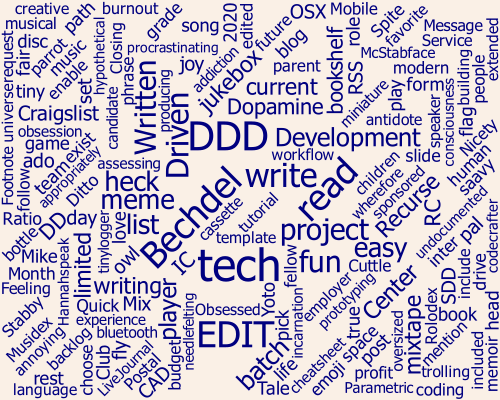 creative
path
burnout
grade
song
2020
edited
future
OSX
Mobile
Spite
favorite
Message
request
musical
disc
parrot
music
hypothetical
Closing
procrastinating
addiction
blog
bookshelf
role
McStabface
Service
extended
fair
enable
phrase
joy
jukebox
parent
RSS
modern
building
people
tiny
set
candidate
Written
producing
current
miniature
play
form
flag
universe
Craigslist
Driven
Dopamine
antidote
speaker
consciousness
Nicety
obsession
exist
DDD
Development
game
team
appropriately
assessing
workflow
children
slide
human
savvy
Footnote
follow
ado
Ditto
heck
Bechdel
write
read
wherefore
sponsored
Recurse
RC
undocumented
meme
cassette
tutorial
Ratio
DDday
love
list
template
project
easy
inter
pal
codecrafter
bottle
Mike
tinylogger
owl
IC
tech
fun
fellow
Cuttle
Month
Hannahspeak
limited
writing
Yoto
employer
prototyping
Center
SDD
include
drive
Feeling
Quick
Mix
player
Obsessed
incarnation
true
mixtape
Rolodex
book
head
Stabby
experience
needlefelting
EDIT
pick
space
oversized
mention
Musidex
bluetooth
batch
cheatsheet
post
annoying
backlog
Club
fly
budget
life
emoji
profit
trolling
included
memoir
rest
choose
LiveJournal
Postal
CAD
Tale
Parametric
coding
language